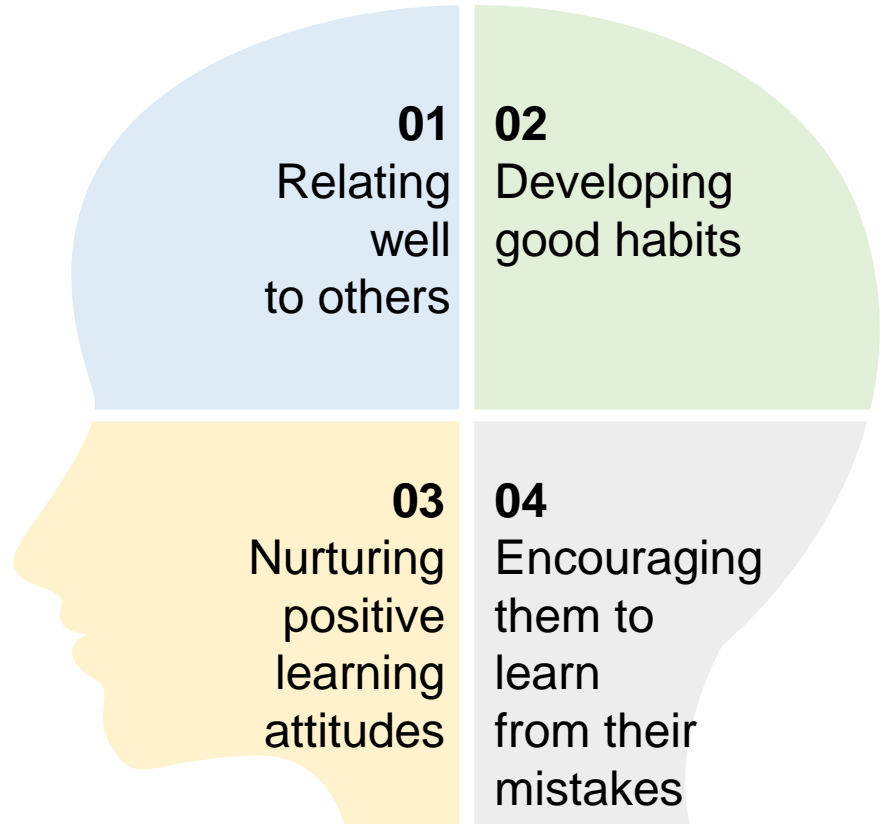 01
Relating
well
to others
02
Developing
good habits
03
Nurturing
positive
learning
attitudes
04
Encouraging
them to
learn
from their
mistakes